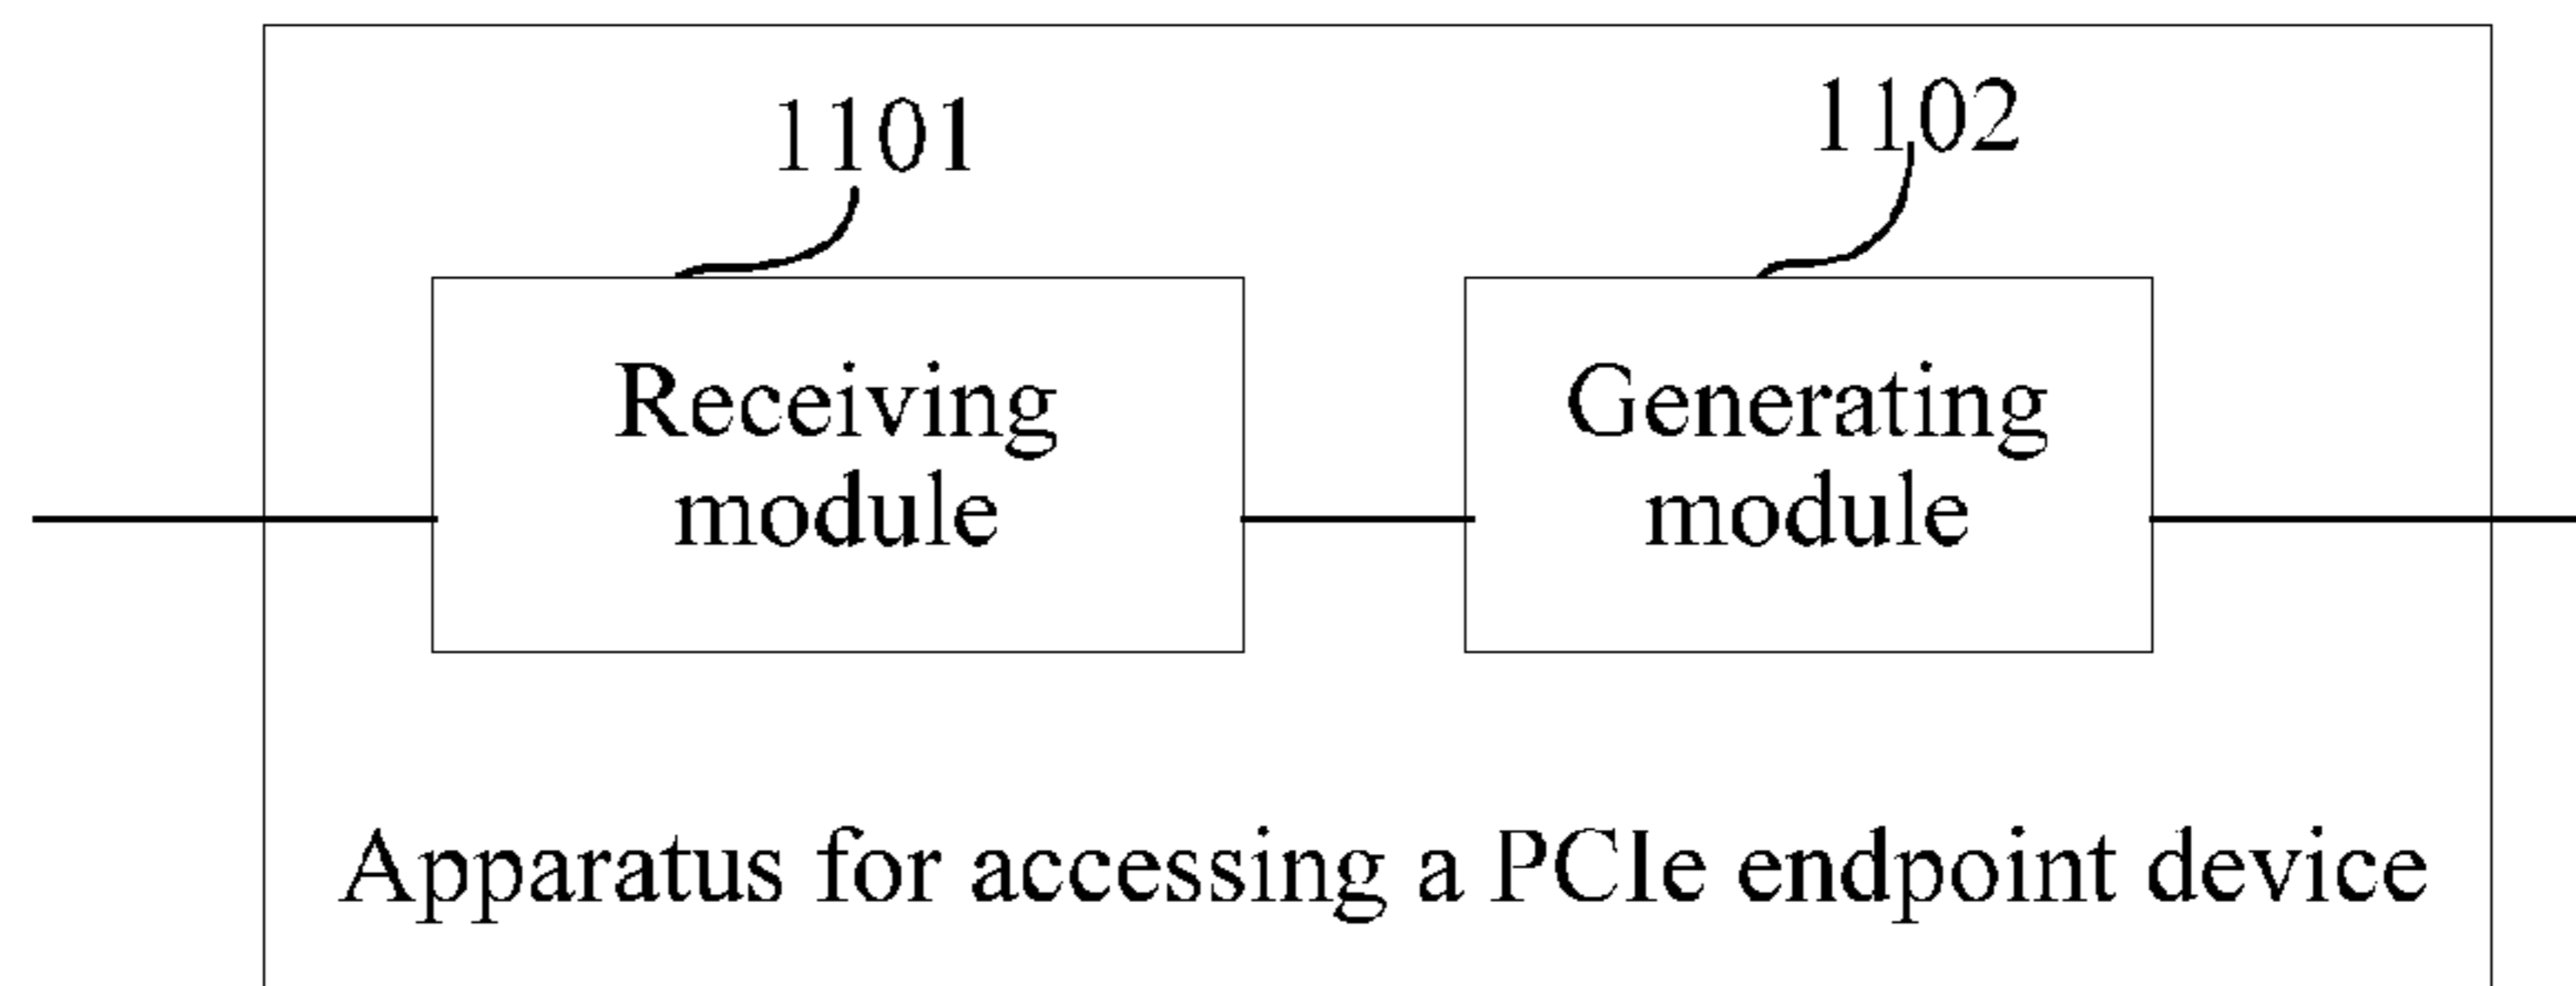 1101
1102
Receiving
module
Generating
module
Apparatus for accessing a PCIe endpoint device